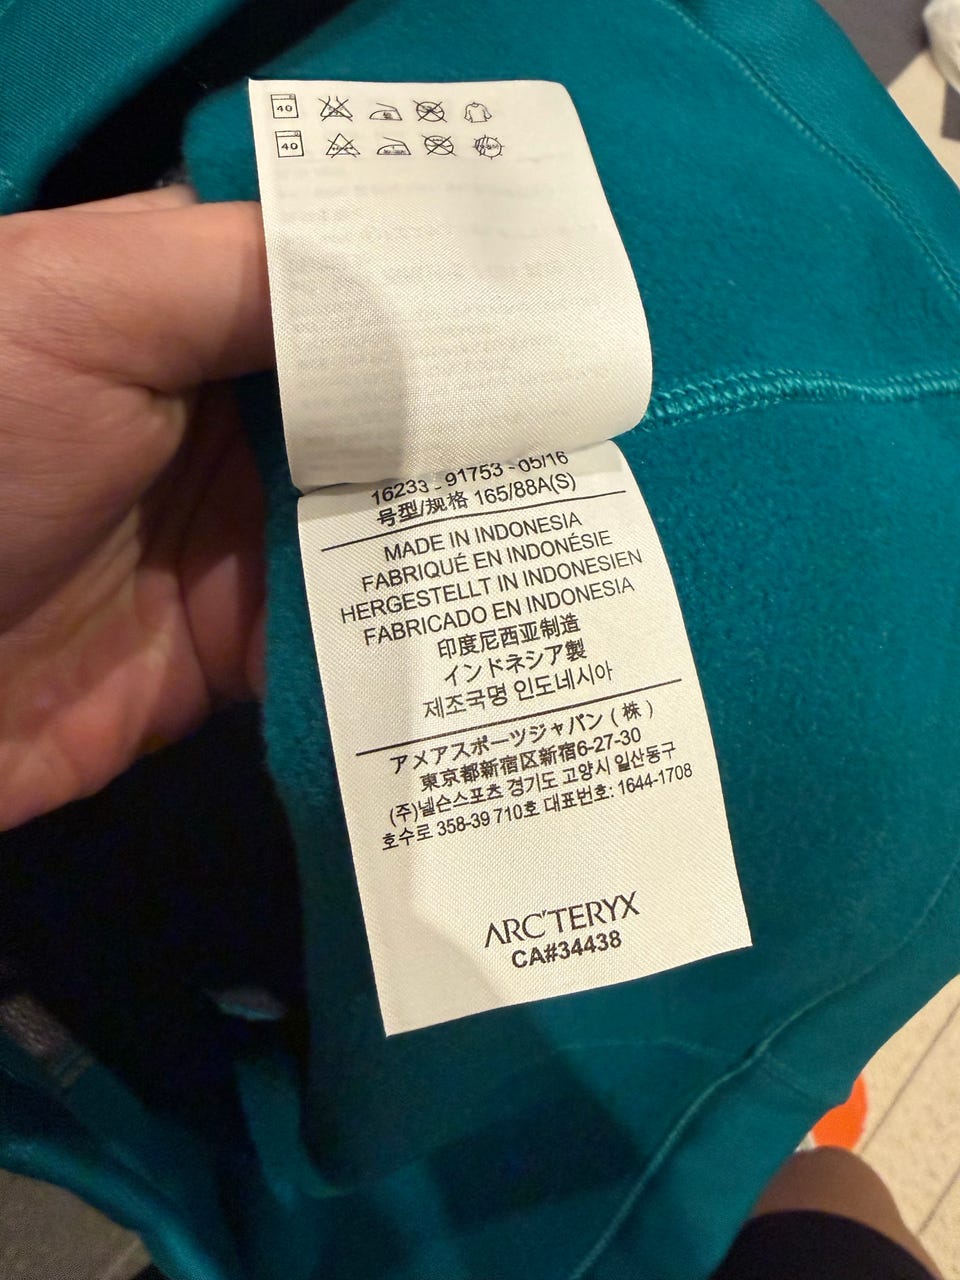 40
40
16233 - 91753 - 05/16
号型/规格 165/88A(S)
MADE IN INDONESIA
FABRIQUÉ EN INDONÉSIE
HERGESTELLT IN INDONESIEN
FABRICADO EN INDONESIA
印度尼西亚制造
インドネシア製
제조국명 인도네시아
アメアスポーツジャパン（株）
東京都新宿区新宿6-27-30
(주)넬슨스포츠 경기도 고양시 일산동구
호수로 358-39 710호 대표번호: 1644-1708
ARC'TERYX
CA#34438